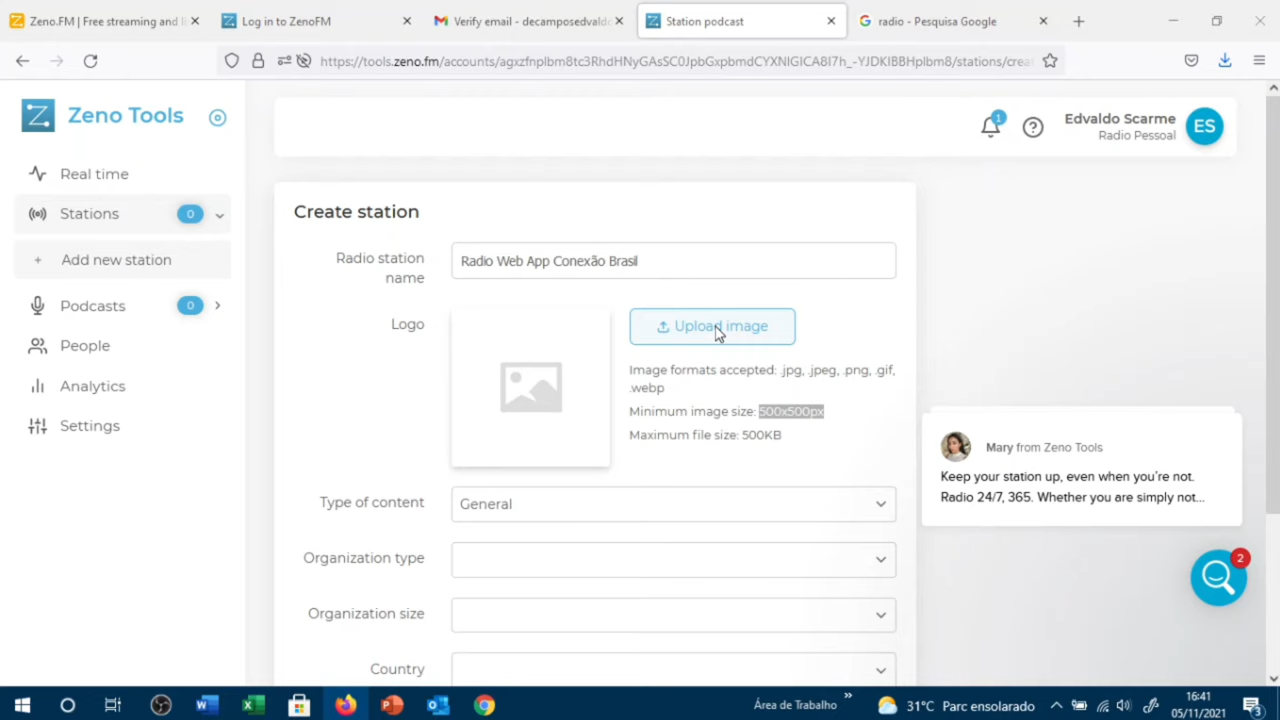 Zeno.FM | Free streaming and li
Log in to ZenoFM
Verify email - decamposedvaldo
Station podcast
radio - Pesquisa Google
https://tools.zeno.fm/accounts/agxzfnplbm8tc3RhdHNyGAsSC0JpbGxpbmdCYXNlGICA8I7h_-YJDKIBBHplbm8/stations/crea
Zeno Tools
1
Edvaldo Scarme
Radio Pessoal
ES
Real time
Stations 0
+ Add new station
Podcasts 0
People
Analytics
Settings
Create station
Radio station
name
Radio Web App Conexão Brasil
Logo
Upload image
Image formats accepted: .jpg, .jpeg, .png, .gif,
.webp
Minimum image size: 500x500px
Maximum file size: 500KB
Type of content
General
Organization type
Organization size
Country
Mary from Zeno Tools
Keep your station up, even when you're not.
Radio 24/7, 365. Whether you are simply not...
2
Área de Trabalho
31°C Parc ensolarado
16:41
05/11/2021
3